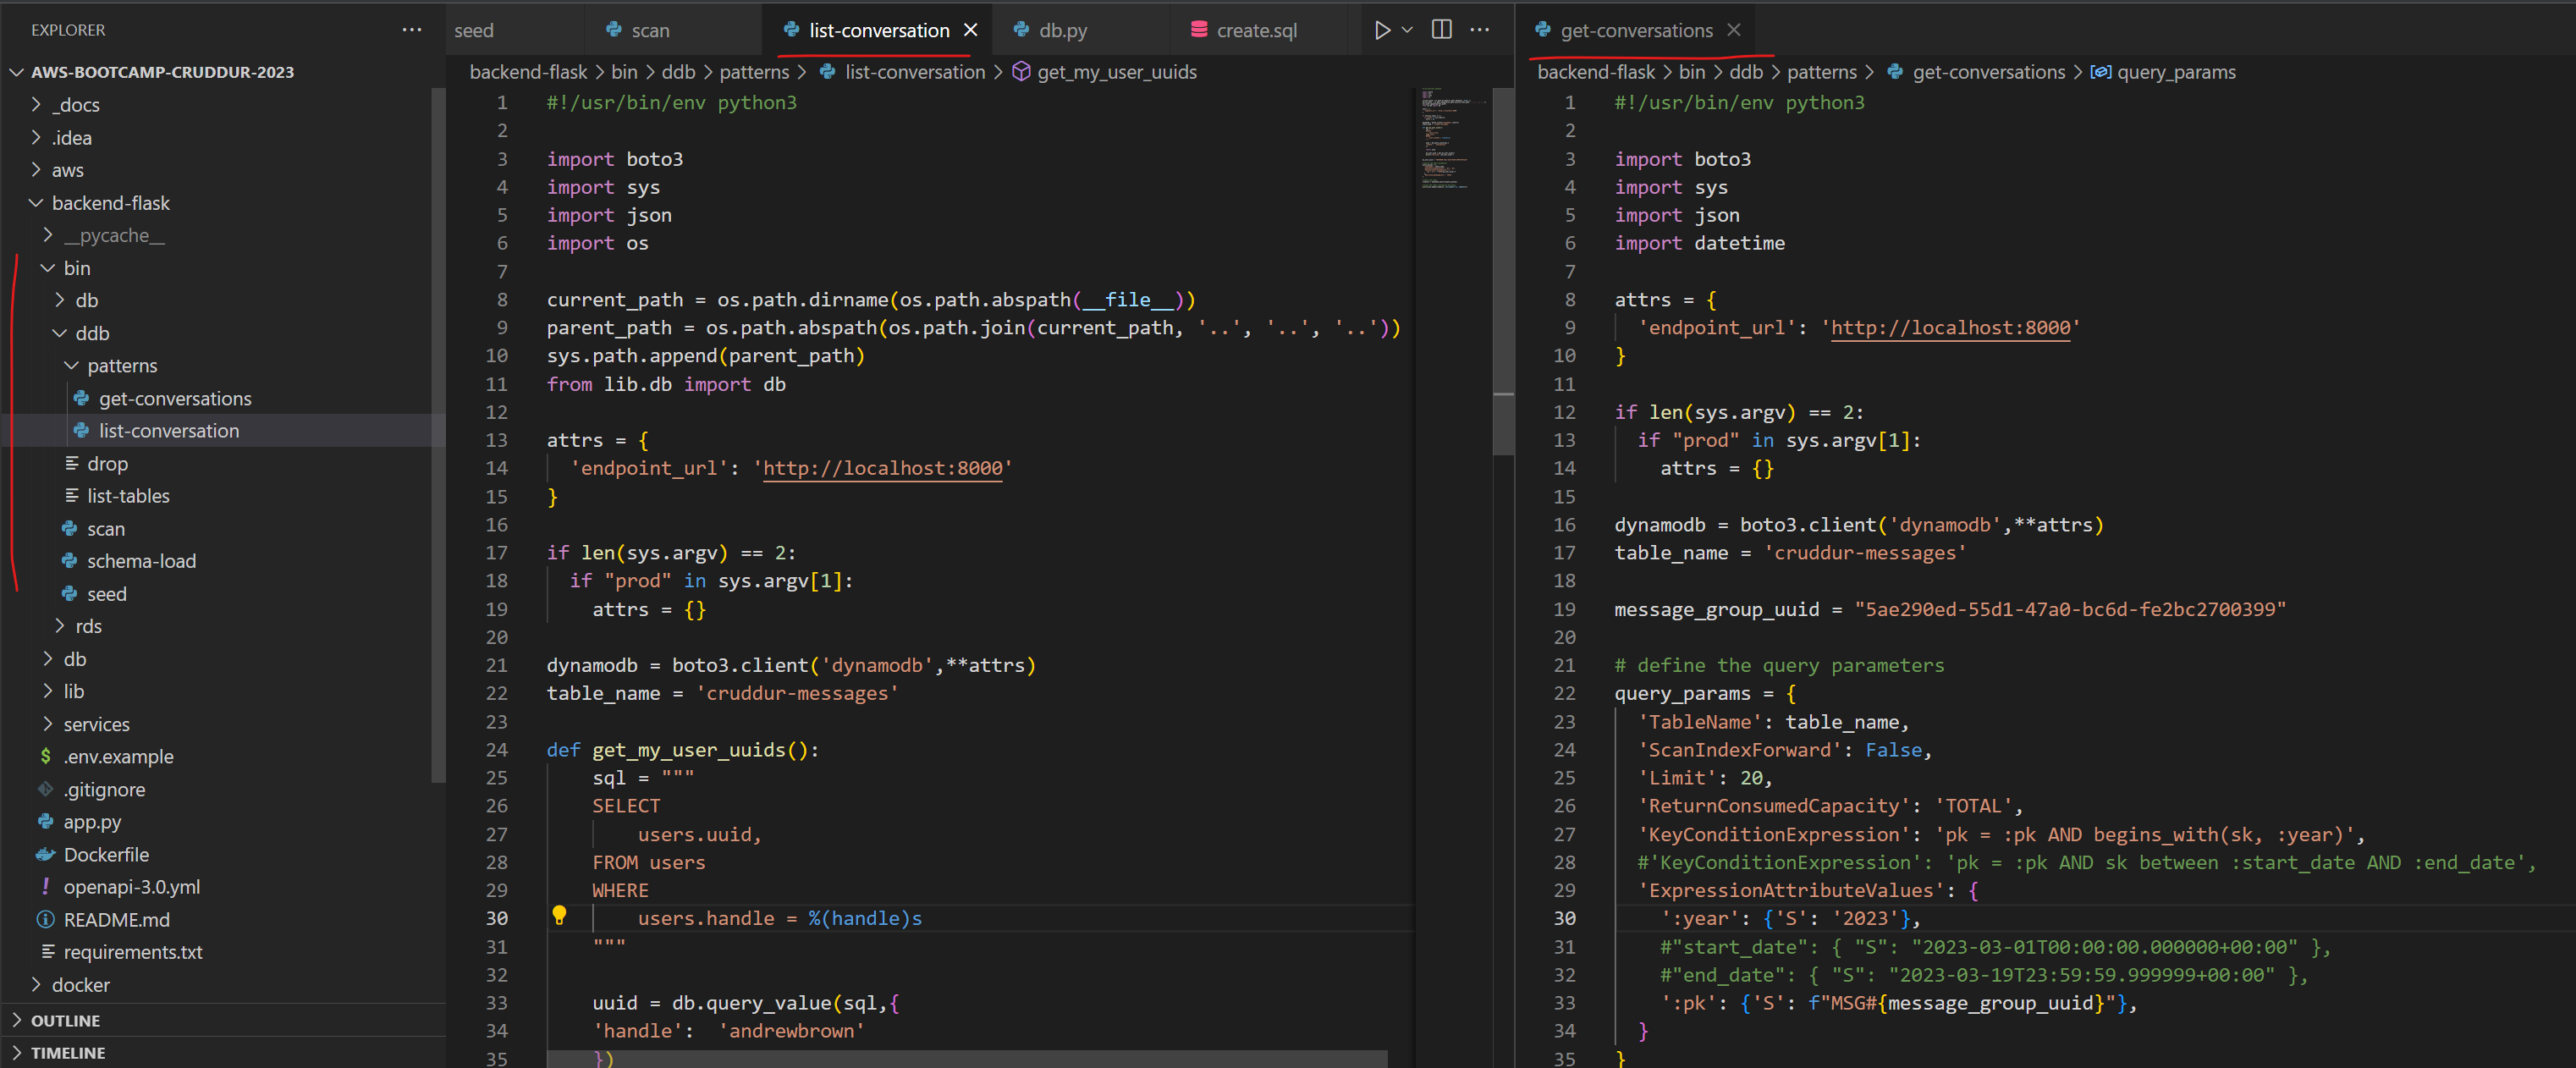 EXPLORER
AWS-BOOTCAMP-CRUDDUR-2023
_docs
.idea
aws
backend-flask
__pycache__
bin
db
ddb
patterns
get-conversations
list-conversation
drop
list-tables
scan
schema-load
seed
rds
db
lib
services
.env.example
.gitignore
app.py
Dockerfile
openapi-3.0.yml
README.md
requirements.txt
docker
OUTLINE
TIMELINE
seed
scan
list-conversation
db.py
create.sql
backend-flask > bin > ddb > patterns > list-conversation > get_my_user_uuids
1 #!/usr/bin/env python3
2
3 import boto3
4 import sys
5 import json
6 import os
7
8 current_path = os.path.dirname(os.path.abspath(__file__))
9 parent_path = os.path.abspath(os.path.join(current_path, '..', '..', '..'))
10 sys.path.append(parent_path)
11 from lib.db import db
12
13 attrs = {
14 'endpoint_url': 'http://localhost:8000'
15 }
16
17 if len(sys.argv) == 2:
18 if "prod" in sys.argv[1]:
19 attrs = {}
20
21 dynamodb = boto3.client('dynamodb',**attrs)
22 table_name = 'cruddur-messages'
23
24 def get_my_user_uuids():
25 sql = """
26 SELECT
27 users.uuid,
28 FROM users
29 WHERE
30 users.handle = %(handle)s
31 """
32
33 uuid = db.query_value(sql,{
34 'handle': 'andrewbrown'
35 })
get-conversations
backend-flask > bin > ddb > patterns > get-conversations > query_params
1 #!/usr/bin/env python3
2
3 import boto3
4 import sys
5 import json
6 import datetime
7
8 attrs = {
9 'endpoint_url': 'http://localhost:8000'
10 }
11
12 if len(sys.argv) == 2:
13 if "prod" in sys.argv[1]:
14 attrs = {}
15
16 dynamodb = boto3.client('dynamodb',**attrs)
17 table_name = 'cruddur-messages'
18
19 message_group_uuid = "5ae290ed-55d1-47a0-bc6d-fe2bc2700399"
20
21 # define the query parameters
22 query_params = {
23 'TableName': table_name,
24 'ScanIndexForward': False,
25 'Limit': 20,
26 'ReturnConsumedCapacity': 'TOTAL',
27 'KeyConditionExpression': 'pk = :pk AND begins_with(sk, :year)',
28 #'KeyConditionExpression': 'pk = :pk AND sk between :start_date AND :end_date',
29 'ExpressionAttributeValues': {
30 ':year': {'S': '2023'},
31 #"start_date": { "S": "2023-03-01T00:00:00.000000+00:00" },
32 #"end_date": { "S": "2023-03-19T23:59:59.999999+00:00" },
33 ':pk': {'S': f"MSG#{message_group_uuid}"},
34 }
35 }